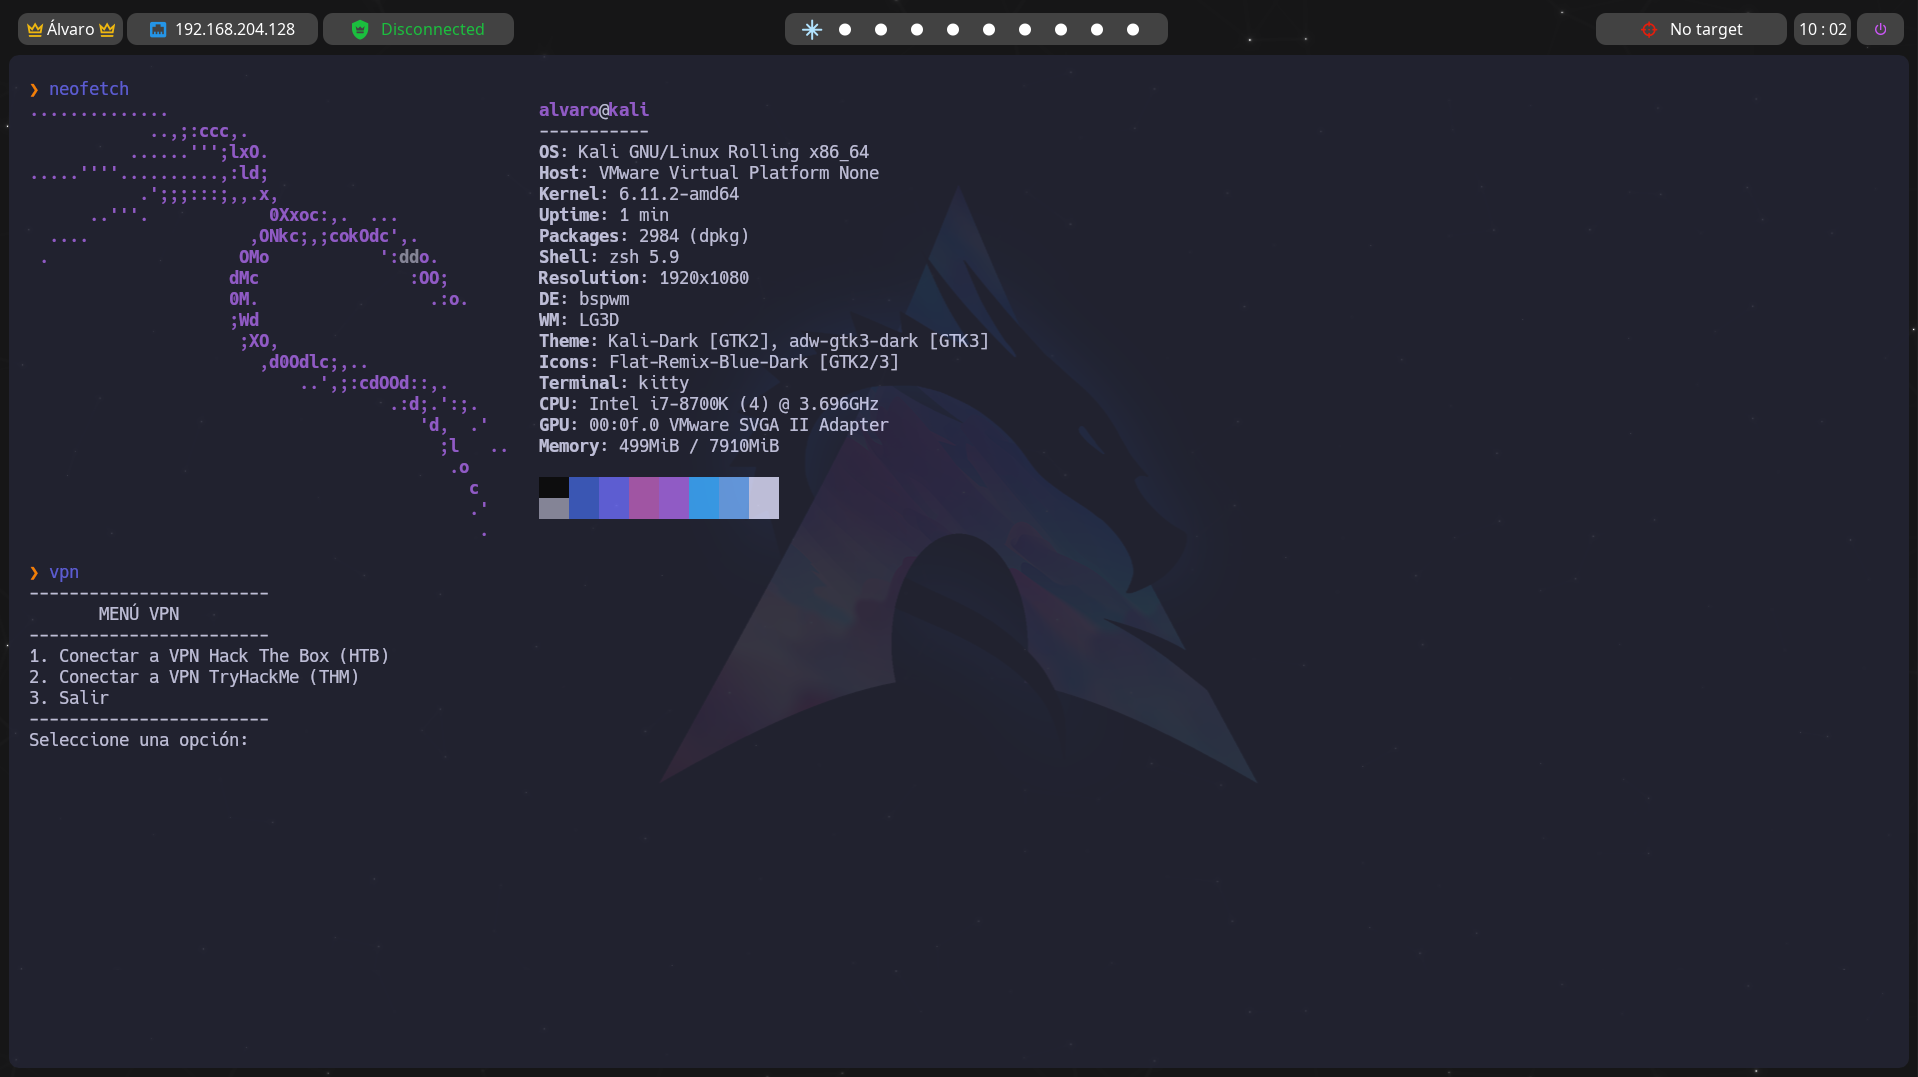 Álvaro
192.168.204.128
Disconnected
No target
10 : 02
❯ neofetch
..............
alvaro@kali
..,;:ccc,.
-----------
......''';lxO.
OS: Kali GNU/Linux Rolling x86_64
.....''''..........,:ld;
Host: VMware Virtual Platform None
.';;;:::;,,.x,
Kernel: 6.11.2-amd64
..'''.            0Xxoc:,.  ...
Uptime: 1 min
....                ,ONkc;,;cokOdc',.
Packages: 2984 (dpkg)
.                   OMo           ':ddo.
Shell: zsh 5.9
dMc               :OO;
Resolution: 1920x1080
0M.                 .:o.
DE: bspwm
;Wd
WM: LG3D
;XO,
Theme: Kali-Dark [GTK2], adw-gtk3-dark [GTK3]
,d0Odlc;,..
Icons: Flat-Remix-Blue-Dark [GTK2/3]
..',;:cdOOd::,.
Terminal: kitty
.:d;.':;.
CPU: Intel i7-8700K (4) @ 3.696GHz
'd,  .'
GPU: 00:0f.0 VMware SVGA II Adapter
;l   ..
Memory: 499MiB / 7910MiB
.o
c
.'
.
❯ vpn
------------------------
MENÚ VPN
------------------------
1. Conectar a VPN Hack The Box (HTB)
2. Conectar a VPN TryHackMe (THM)
3. Salir
------------------------
Seleccione una opción: